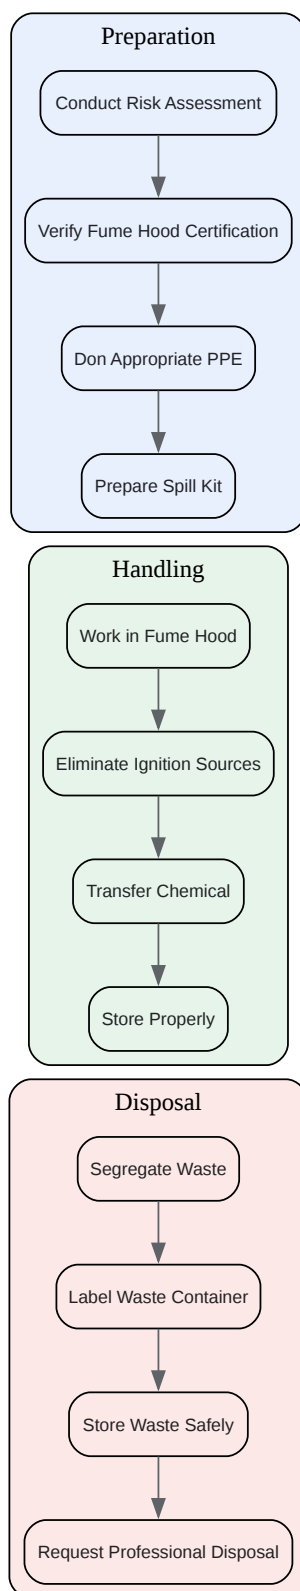 Preparation
Conduct Risk Assessment
Verify Fume Hood Certification
Don Appropriate PPE
Prepare Spill Kit
Handling
Work in Fume Hood
Eliminate Ignition Sources
Transfer Chemical
Store Properly
Disposal
Segregate Waste
Label Waste Container
Store Waste Safely
Request Professional Disposal